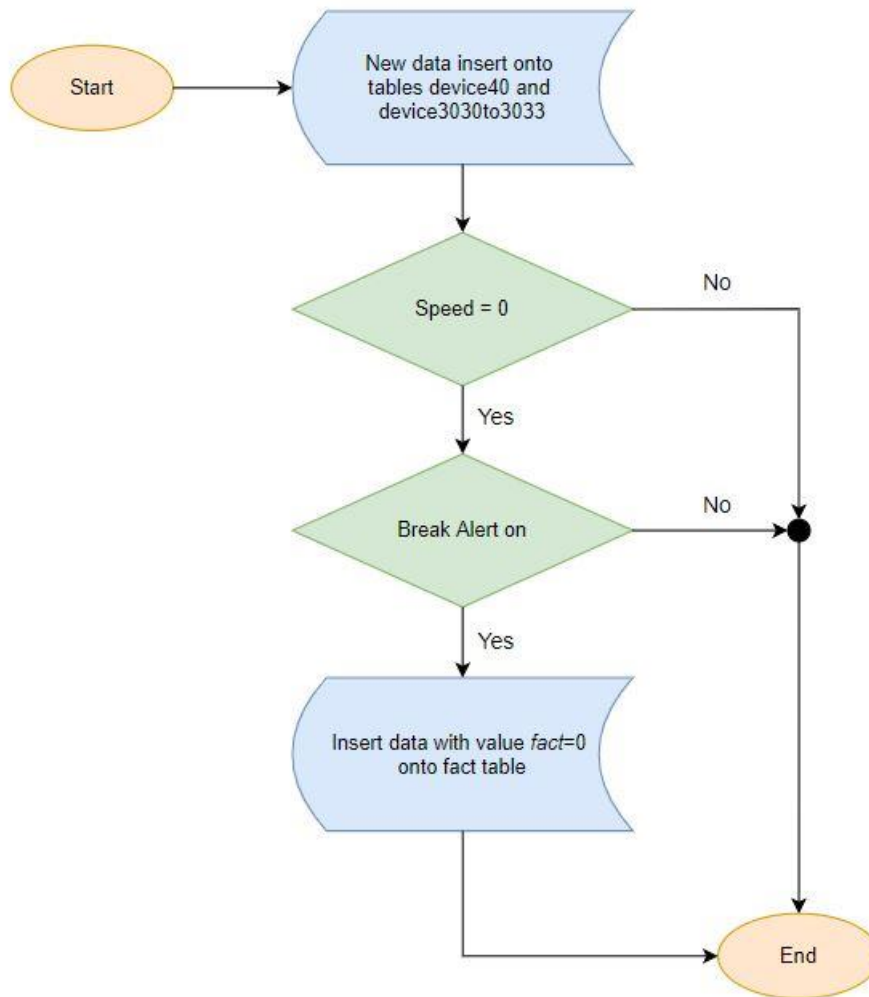 Start
New data insert onto
tables device40 and
device3030to3033
Speed = 0
No
Yes
Break Alert on
No
Yes
Insert data with value fact=0
onto fact table
End